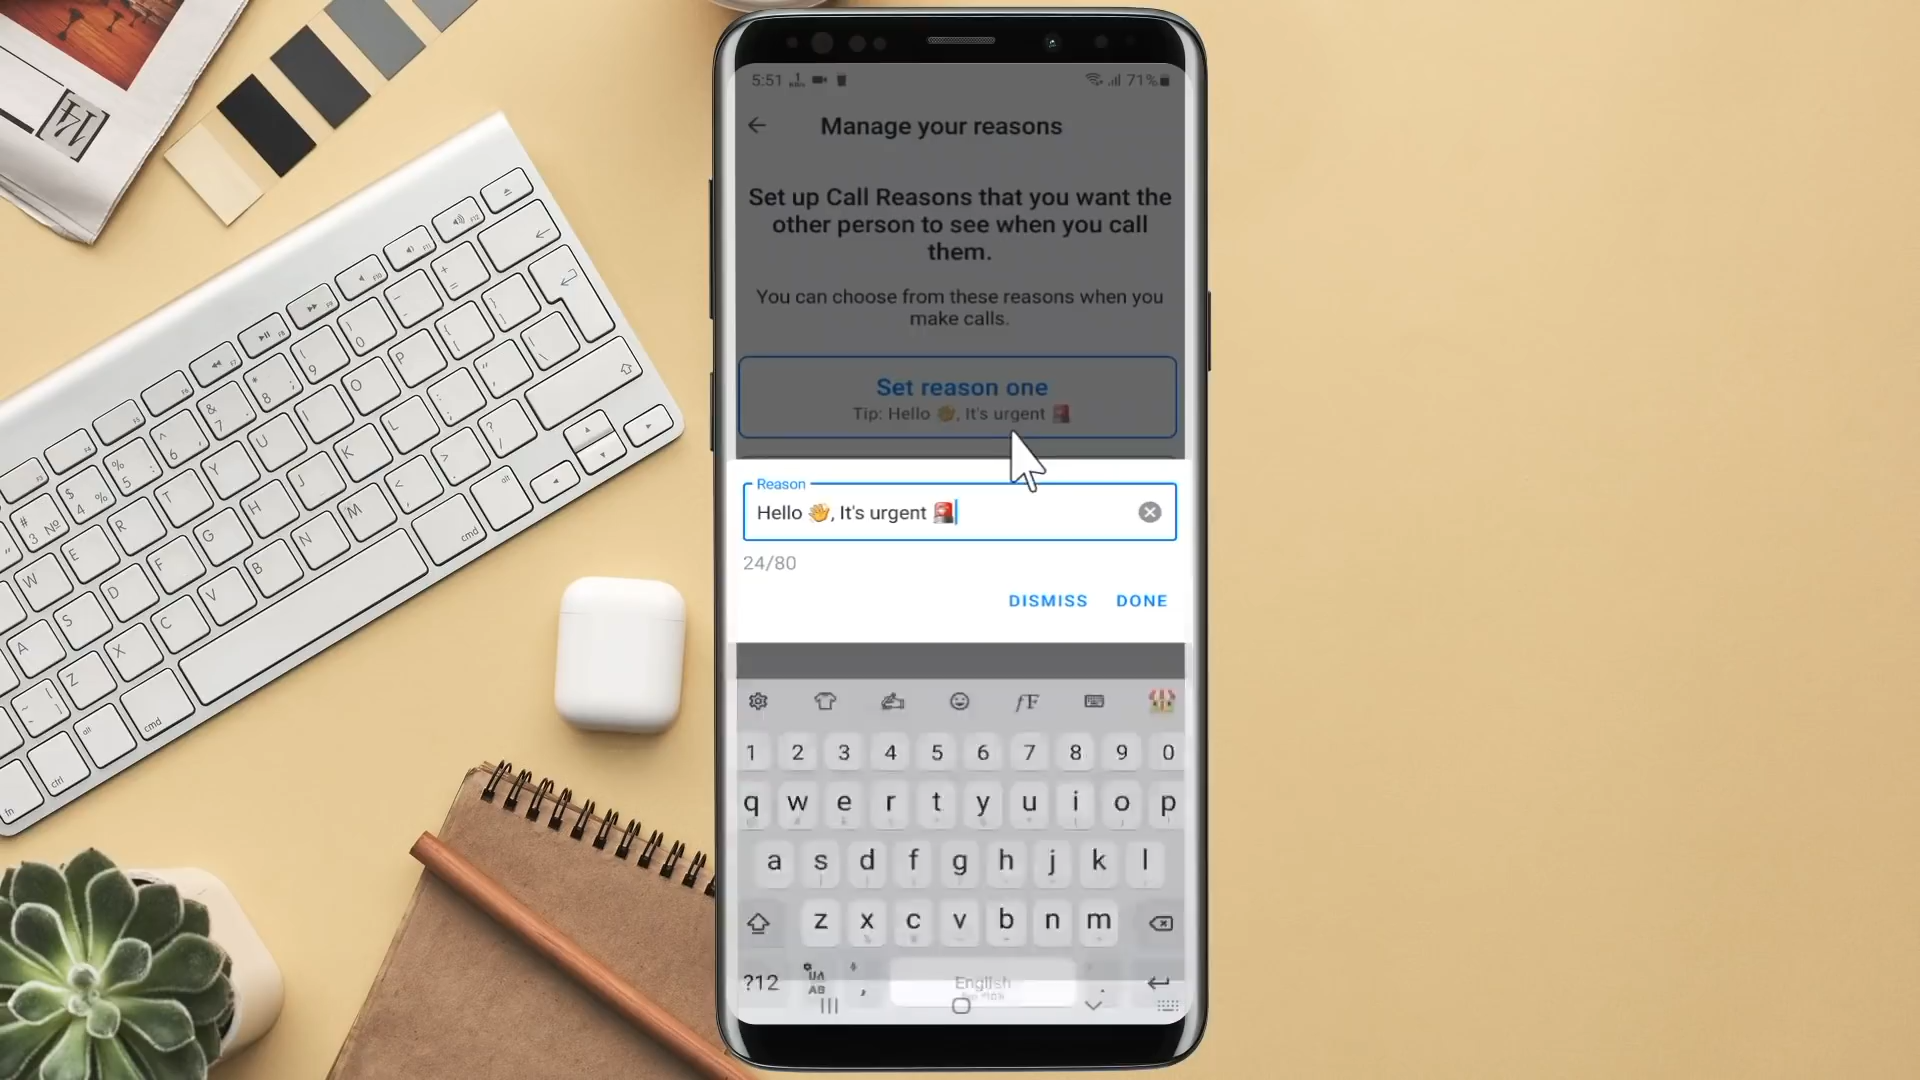 5:51
71%
Manage your reasons
Set up Call Reasons that you want the
other person to see when you call
them.
You can choose from these reasons when you
make calls.
Set reason one
Tip: Hello 👋, It's urgent 🚨
Reason
Hello 👋, It's urgent 🚨
24/80
DISMISS DONE
1 2 3 4 5 6 7 8 9 0
q w e r t y u i o p
a s d f g h j k l
z x c v b n m
?12 , English .